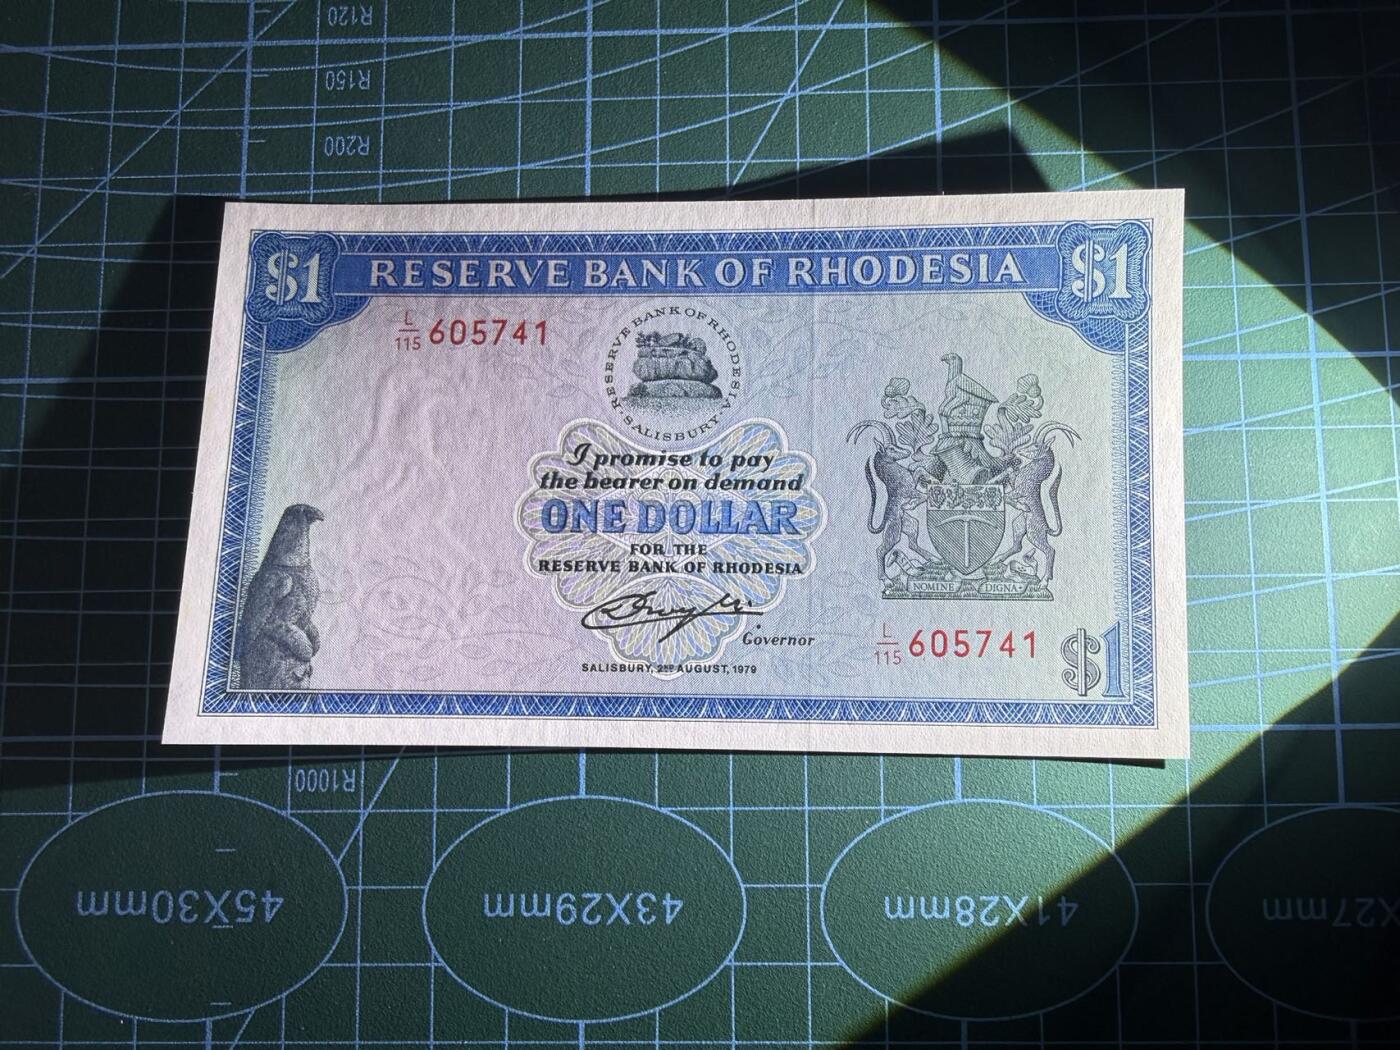 R120
R150
R200
$1 RESERVE BANK OF RHODESIA $1
L/115 605741
RESERVE BANK OF RHODESIA
· SALISBURY ·
I promise to pay
the bearer on demand
ONE DOLLAR
FOR THE
RESERVE BANK OF RHODESIA
NOMINE DIGNA
Governor
L/115 605741
SALISBURY, 2ND AUGUST, 1979
$1
R1000
45X30mm
43X29mm
41X28mm
X27mm